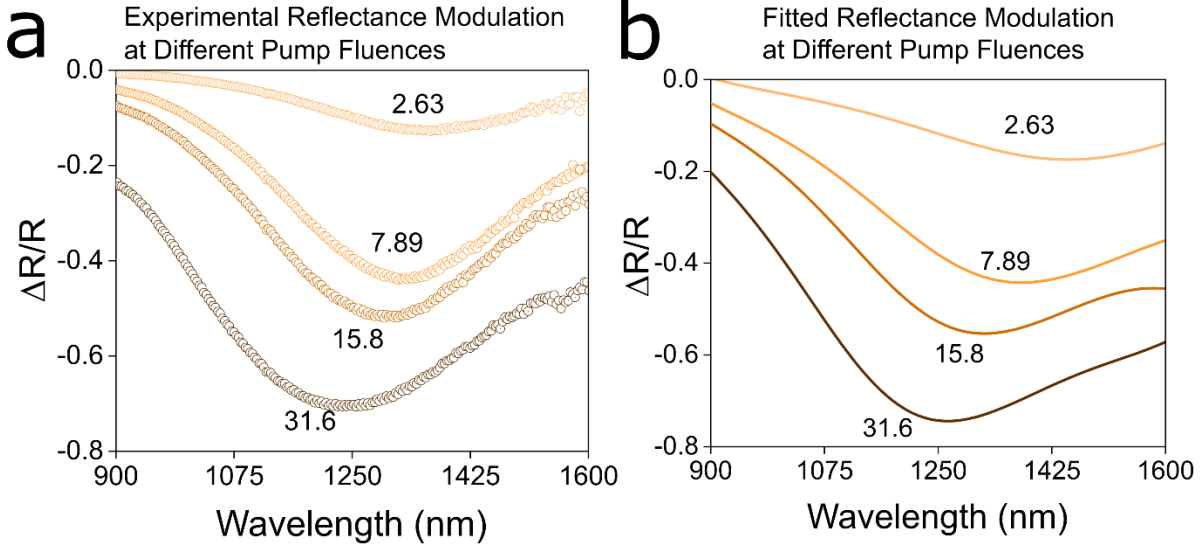 a
Experimental Reflectance Modulation
at Different Pump Fluences
0.0
-0.2
-0.4
-0.6
-0.8
ΔR/R
2.63
7.89
15.8
31.6
900
1075
1250
1425
1600
Wavelength (nm)
b
Fitted Reflectance Modulation
at Different Pump Fluences
0.0
-0.2
-0.4
-0.6
-0.8
ΔR/R
2.63
7.89
15.8
31.6
900
1075
1250
1425
1600
Wavelength (nm)